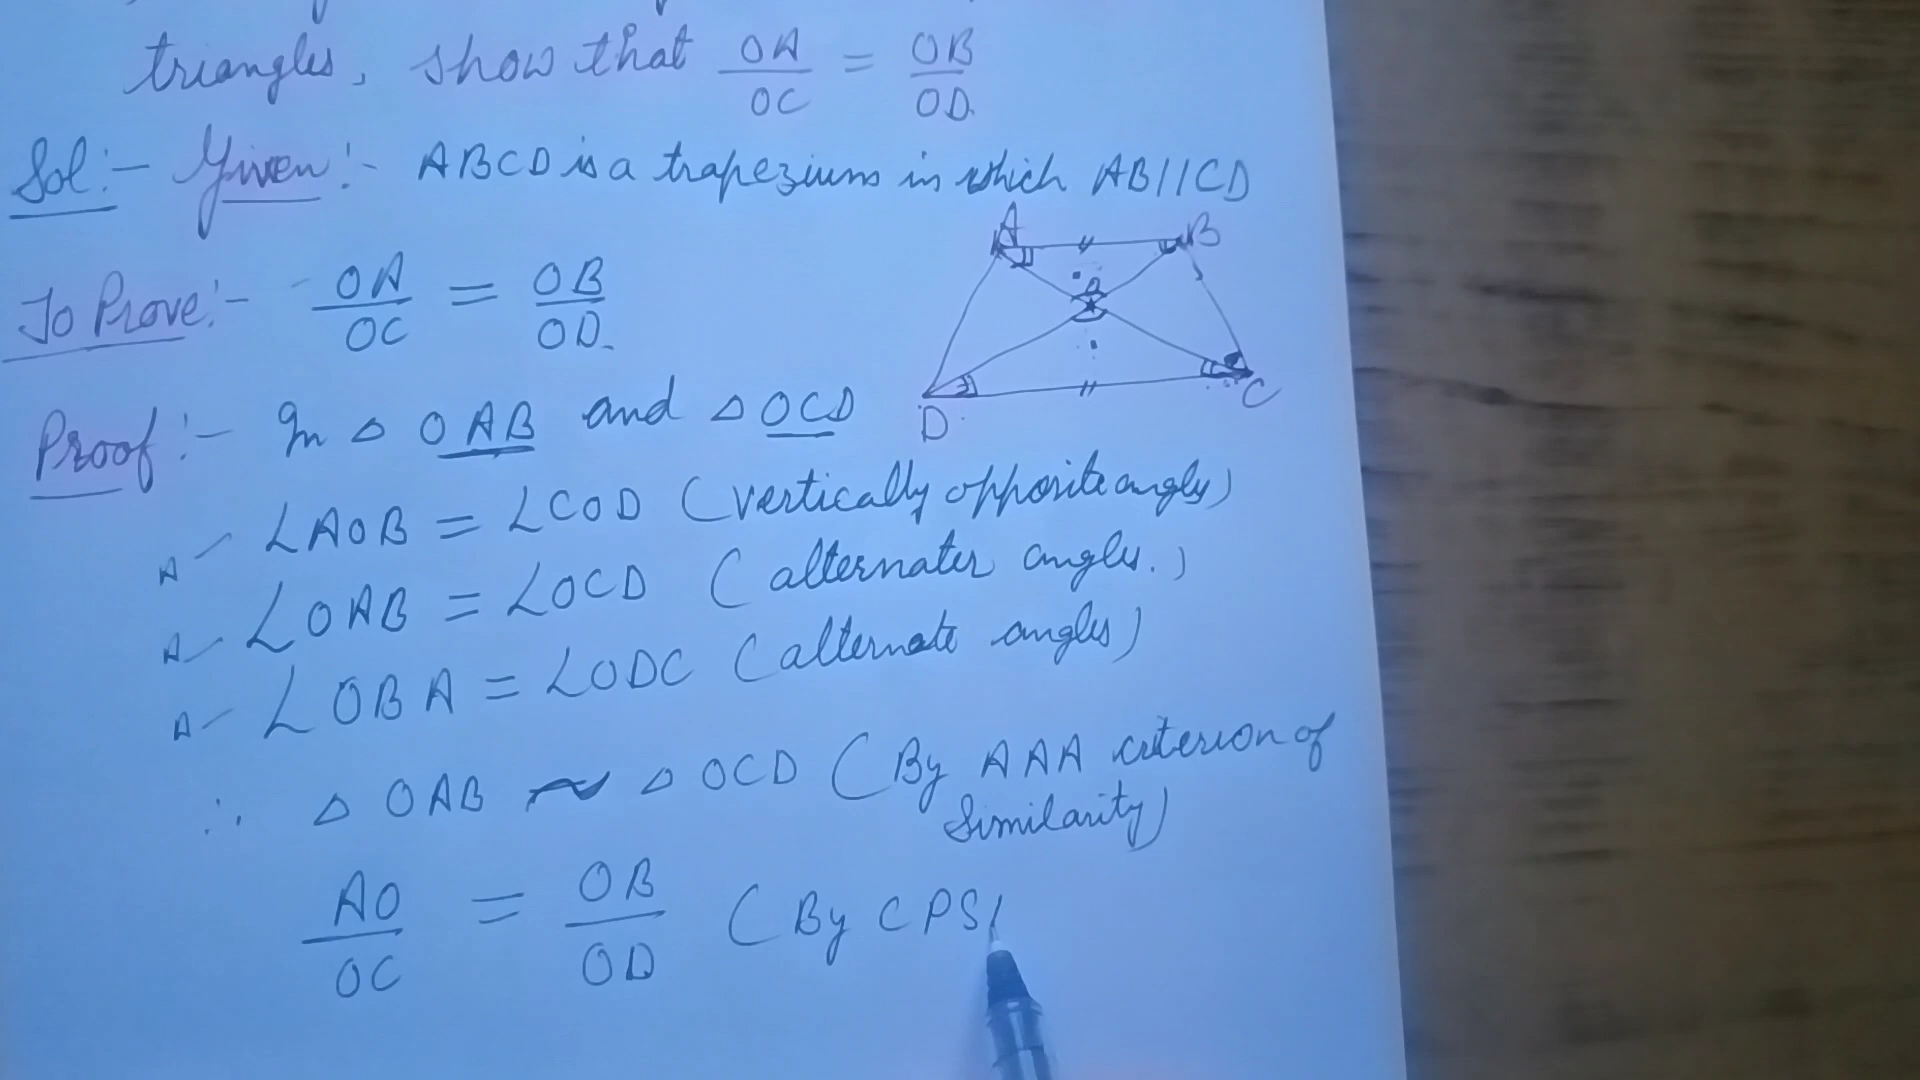 triangles, show that OA/OC = OB/OD.
Sol:- Given:- ABCD is a trapezium in which AB//CD
A B
To Prove:- OA/OC = OB/OD.
O
D C
Proof:- In △ OAB and △ OCD
A ∠AOB = ∠COD (vertically opposite angles)
A ∠OAB = ∠OCD (alternater angles.)
A ∠OBA = ∠ODC (alternate angles)
∴ △ OAB ~ △ OCD (By AAA criterion of
Similarity)
AO/OC = OB/OD (By CPS